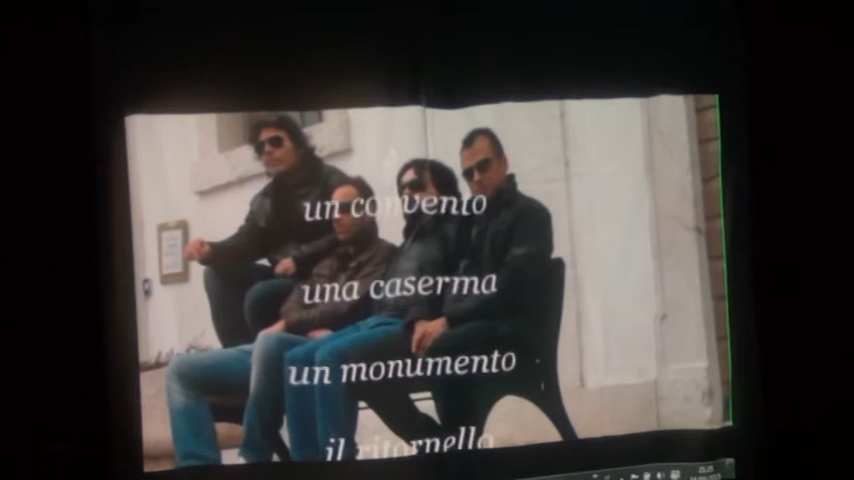 un convento
una caserma
un monumento
il ritornello